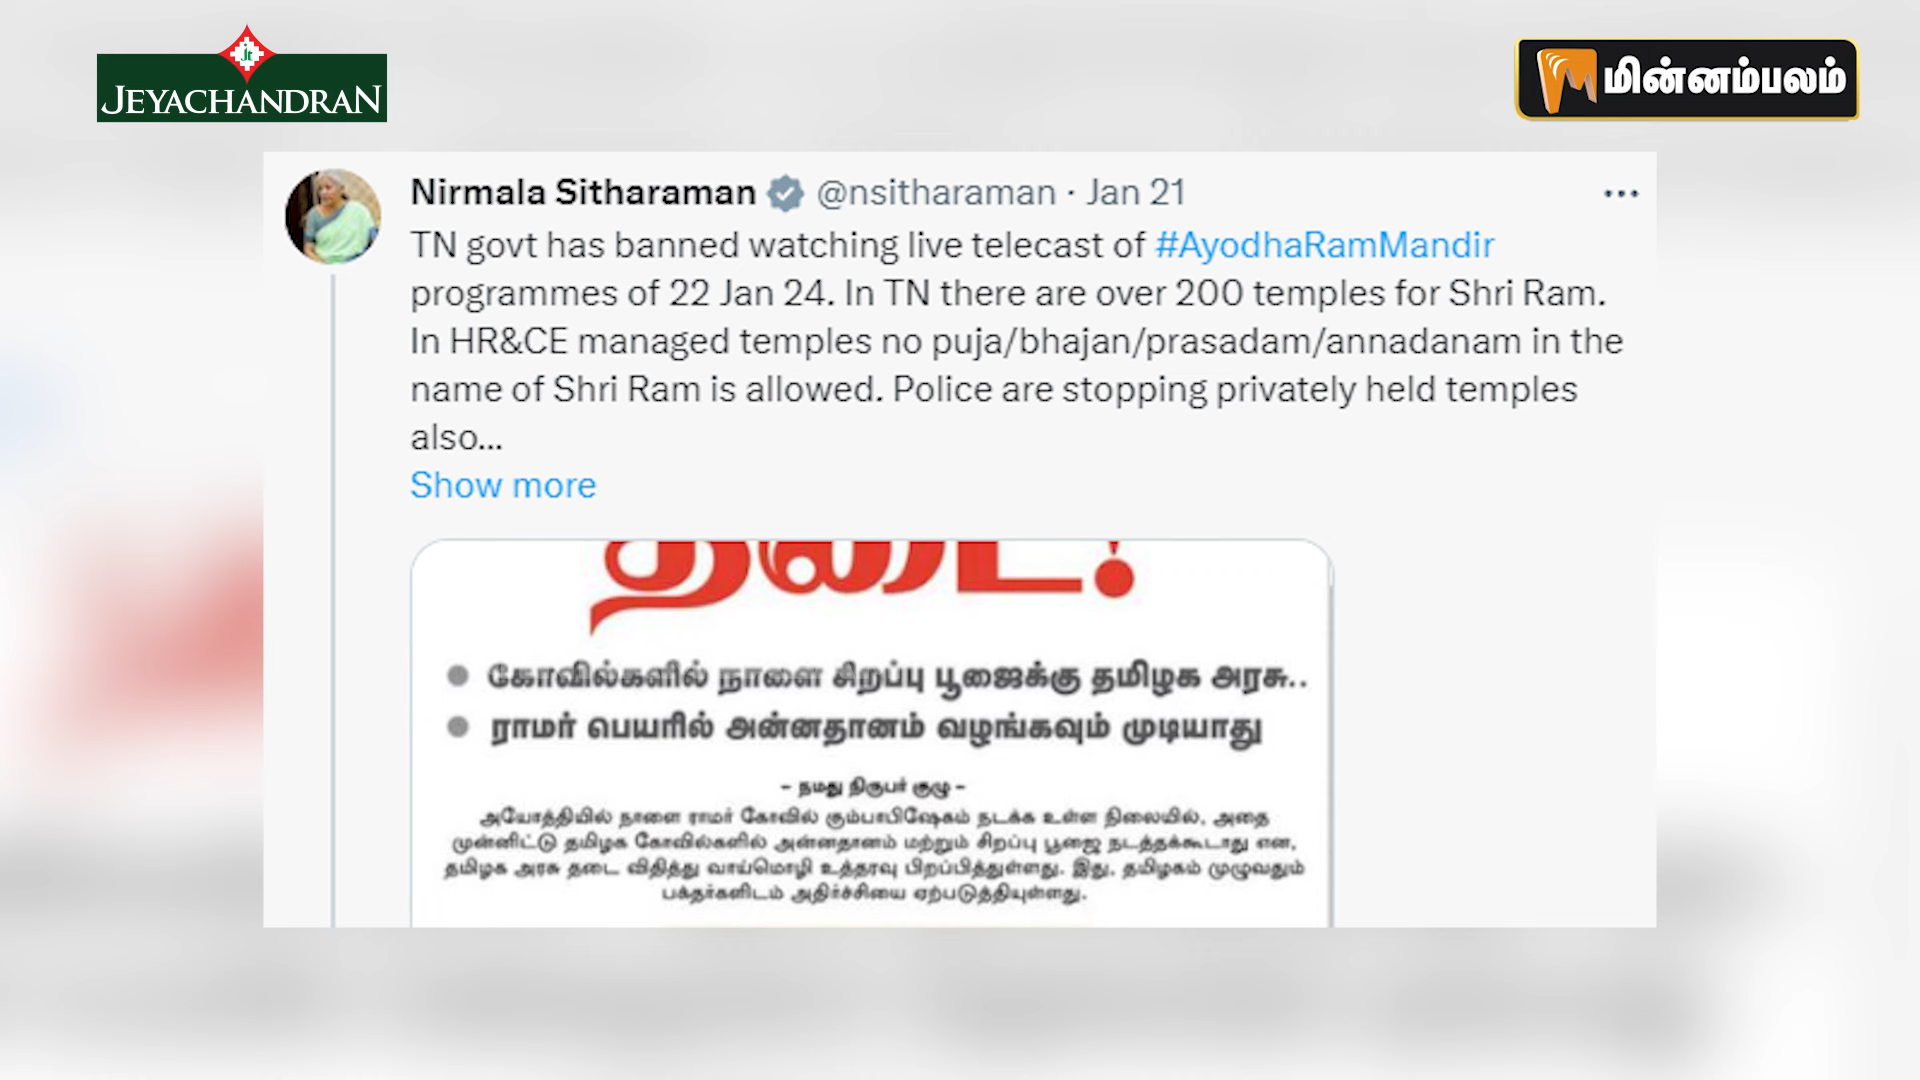 JEYACHANDRAN
மின்னம்பலம்
Nirmala Sitharaman @nsitharaman · Jan 21
TN govt has banned watching live telecast of #AyodhaRamMandir
programmes of 22 Jan 24. In TN there are over 200 temples for Shri Ram.
In HR&CE managed temples no puja/bhajan/prasadam/annadanam in the
name of Shri Ram is allowed. Police are stopping privately held temples
also...
Show more
தடை!
● கோவில்களில் நாளை சிறப்பு பூஜைக்கு தமிழக அரசு..
● ராமர் பெயரில் அன்னதானம் வழங்கவும் முடியாது
- நமது நிருபர் குழு -
அயோத்தியில் நாளை ராமர் கோவில் கும்பாபிஷேகம் நடக்க உள்ள நிலையில், அதை
முன்னிட்டு தமிழக கோவில்களில் அன்னதானம் மற்றும் சிறப்பு பூஜை நடத்தக்கூடாது என,
தமிழக அரசு தடை விதித்து வாய்மொழி உத்தரவு பிறப்பித்துள்ளது. இது, தமிழகம் முழுவதும்
பக்தர்களிடம் அதிர்ச்சியை ஏற்படுத்தியுள்ளது.